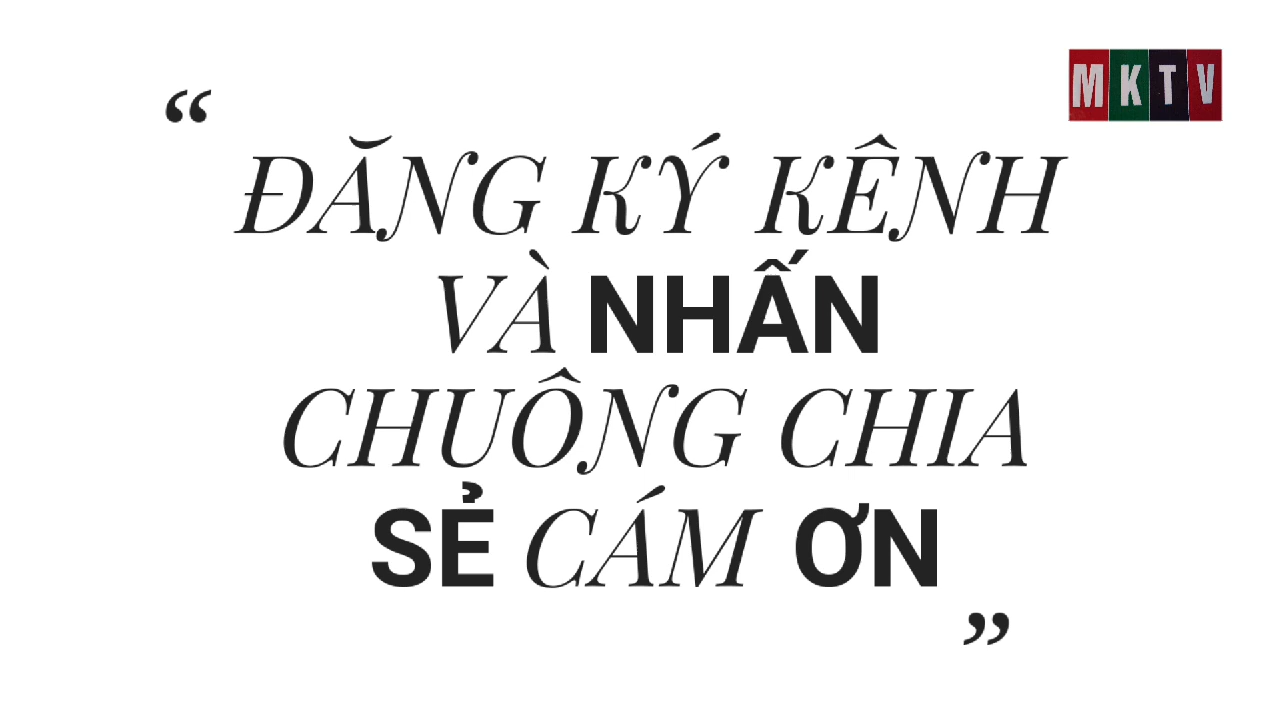 MKTV
“
ĐĂNG KÝ KÊNH
VÀ NHẤN
CHUÔNG CHIA
SẺ CÁM ƠN
”